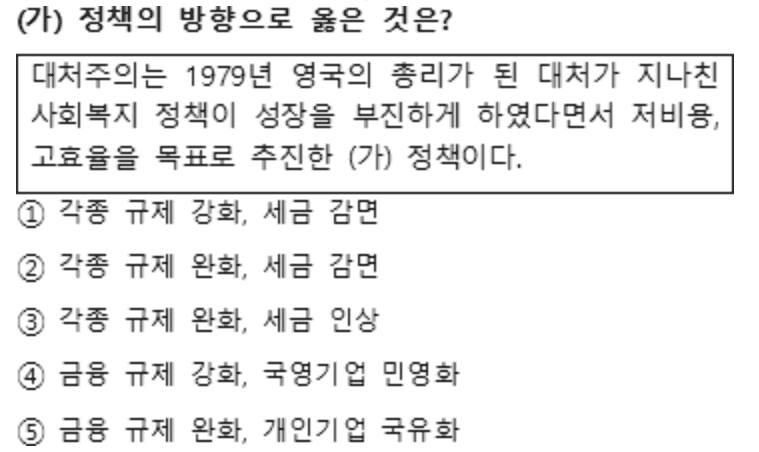 (가) 정책의 방향으로 옳은 것은?
대처주의는 1979년 영국의 총리가 된 대처가 지나친
사회복지 정책이 성장을 부진하게 하였다면서 저비용,
고효율을 목표로 추진한 (가) 정책이다.
① 각종 규제 강화, 세금 감면
② 각종 규제 완화, 세금 감면
③ 각종 규제 완화, 세금 인상
④ 금융 규제 강화, 국영기업 민영화
⑤ 금융 규제 완화, 개인기업 국유화